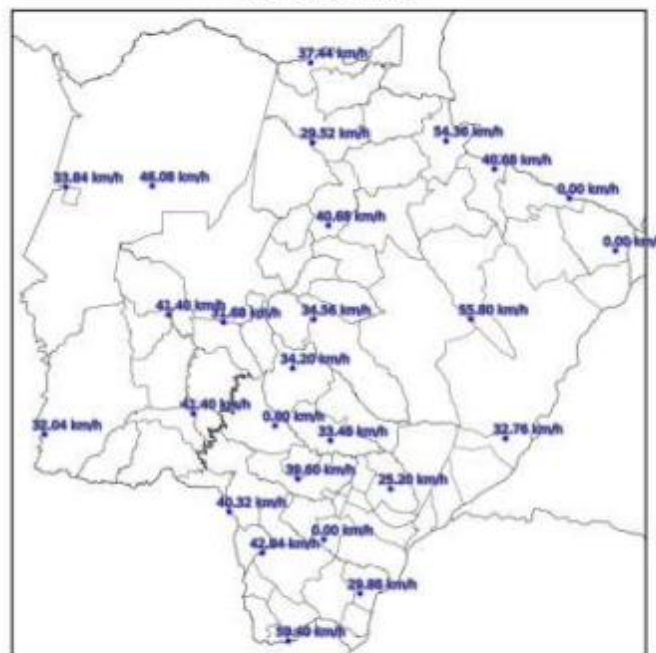 37.44 km/h
29.52 km/h
54.36 km/h
40.68 km/h
33.84 km/h
48.08 km/h
0.00 km/h
40.68 km/h
0.00 km/
41.40 km/h
34.56 km/h
55.80 km/h
34.20 km/h
41.40 km/h
0.00 km/h
32.04 km/h
33.48 km/h
32.76 km/h
39.60 km/h
25.20 km/h
40.32 km/h
0.00 km/h
42.84 km/h
29.88 km/h
59.40 km/h